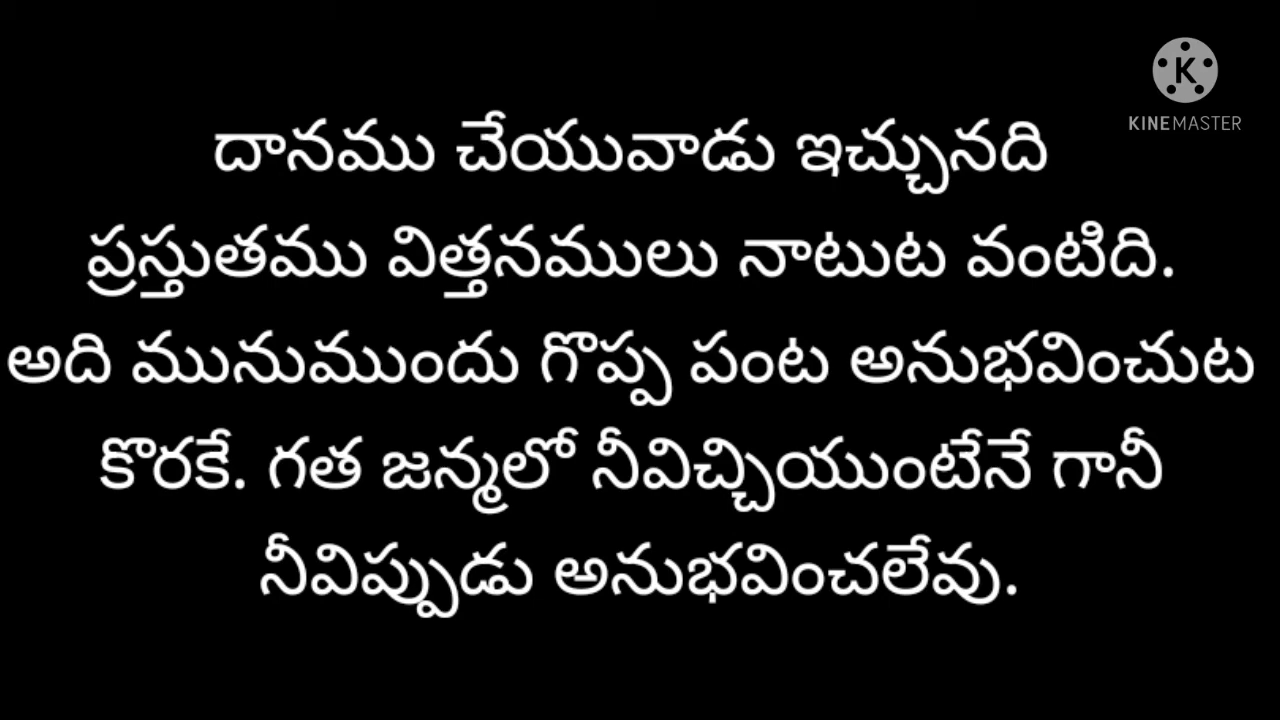 K
KINEMASTER
దానము చేయువాడు ఇచ్చునది
ప్రస్తుతము విత్తనములు నాటుట వంటిది.
అది మునుముందు గొప్ప పంట అనుభవించుట
కొరకే. గత జన్మలో నీవిచ్చియుంటేనే గానీ
నీవిప్పుడు అనుభవించలేవు.